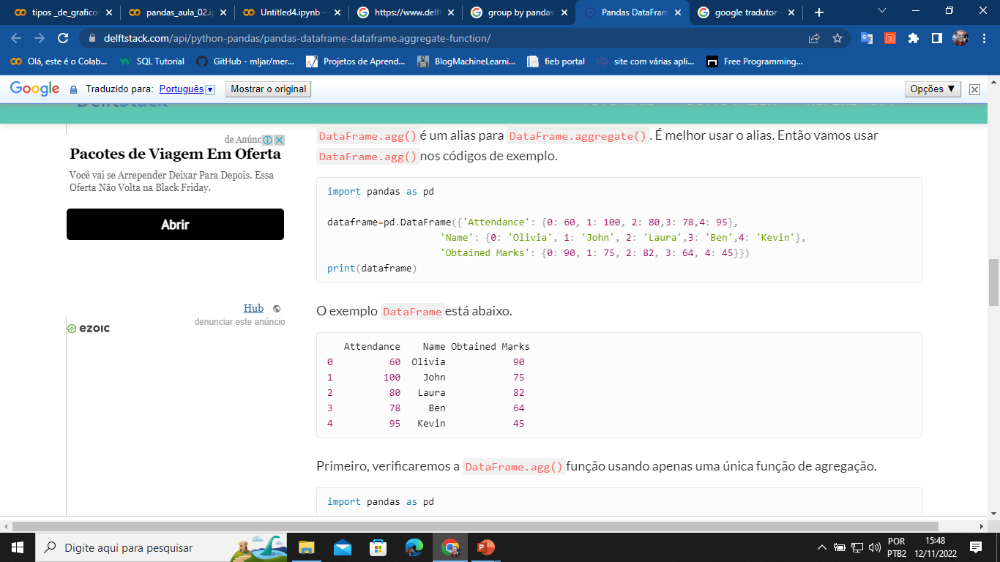 tipos _de_grafico
pandas_aula_02.i
Untitled4.ipynb -
https://www.delf
group by pandas
Pandas DataFram
google tradutor -
delftstack.com/api/python-pandas/pandas-dataframe-dataframe.aggregate-function/
Olá, este é o Colab...
SQL Tutorial
GitHub - mljar/mer...
Projetos de Aprend...
BlogMachineLearni...
fieb portal
site com várias apli...
Free Programming...
Google Traduzido para: Português Mostrar o original Opções ▼
DelftStack
de Anúnc
Pacotes de Viagem Em Oferta
Você vai se Arrepender Deixar Para Depois. Essa
Oferta Não Volta na Black Friday.
Abrir
Hub
denunciar este anúncio
ezoic
DataFrame.agg() é um alias para DataFrame.aggregate(). É melhor usar o alias. Então vamos usar
DataFrame.agg() nos códigos de exemplo.
import pandas as pd
dataframe=pd.DataFrame({'Attendance': {0: 60, 1: 100, 2: 80,3: 78,4: 95},
'Name': {0: 'Olivia', 1: 'John', 2: 'Laura',3: 'Ben',4: 'Kevin'},
'Obtained Marks': {0: 90, 1: 75, 2: 82, 3: 64, 4: 45}})
print(dataframe)
O exemplo DataFrame está abaixo.
Attendance Name Obtained Marks
0 60 Olivia 90
1 100 John 75
2 80 Laura 82
3 78 Ben 64
4 95 Kevin 45
Primeiro, verificaremos a DataFrame.agg() função usando apenas uma única função de agregação.
import pandas as pd
Digite aqui para pesquisar
POR
PTB2
15:48
12/11/2022